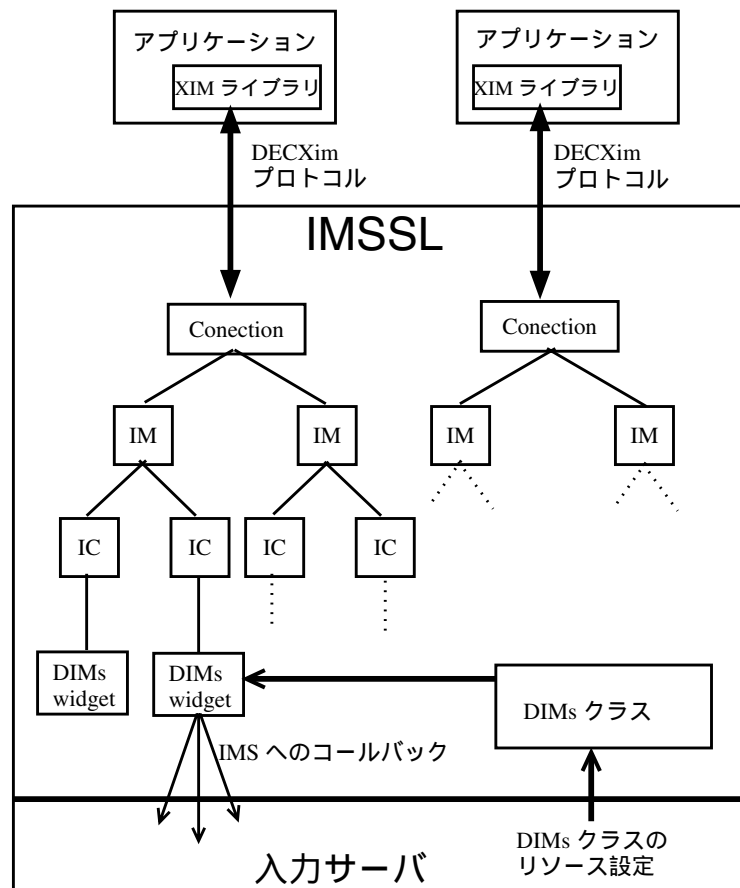 アプリケーション
XIM ライブラリ
アプリケーション
XIM ライブラリ
DECXim
プロトコル
DECXim
プロトコル
IMSSL
Conection
Conection
IM
IM
IM
IM
IC
IC
IC
IC
DIMs
widget
DIMs
widget
DIMs クラス
IMS へのコールバック
DIMs クラスの
リソース設定
入力サーバ